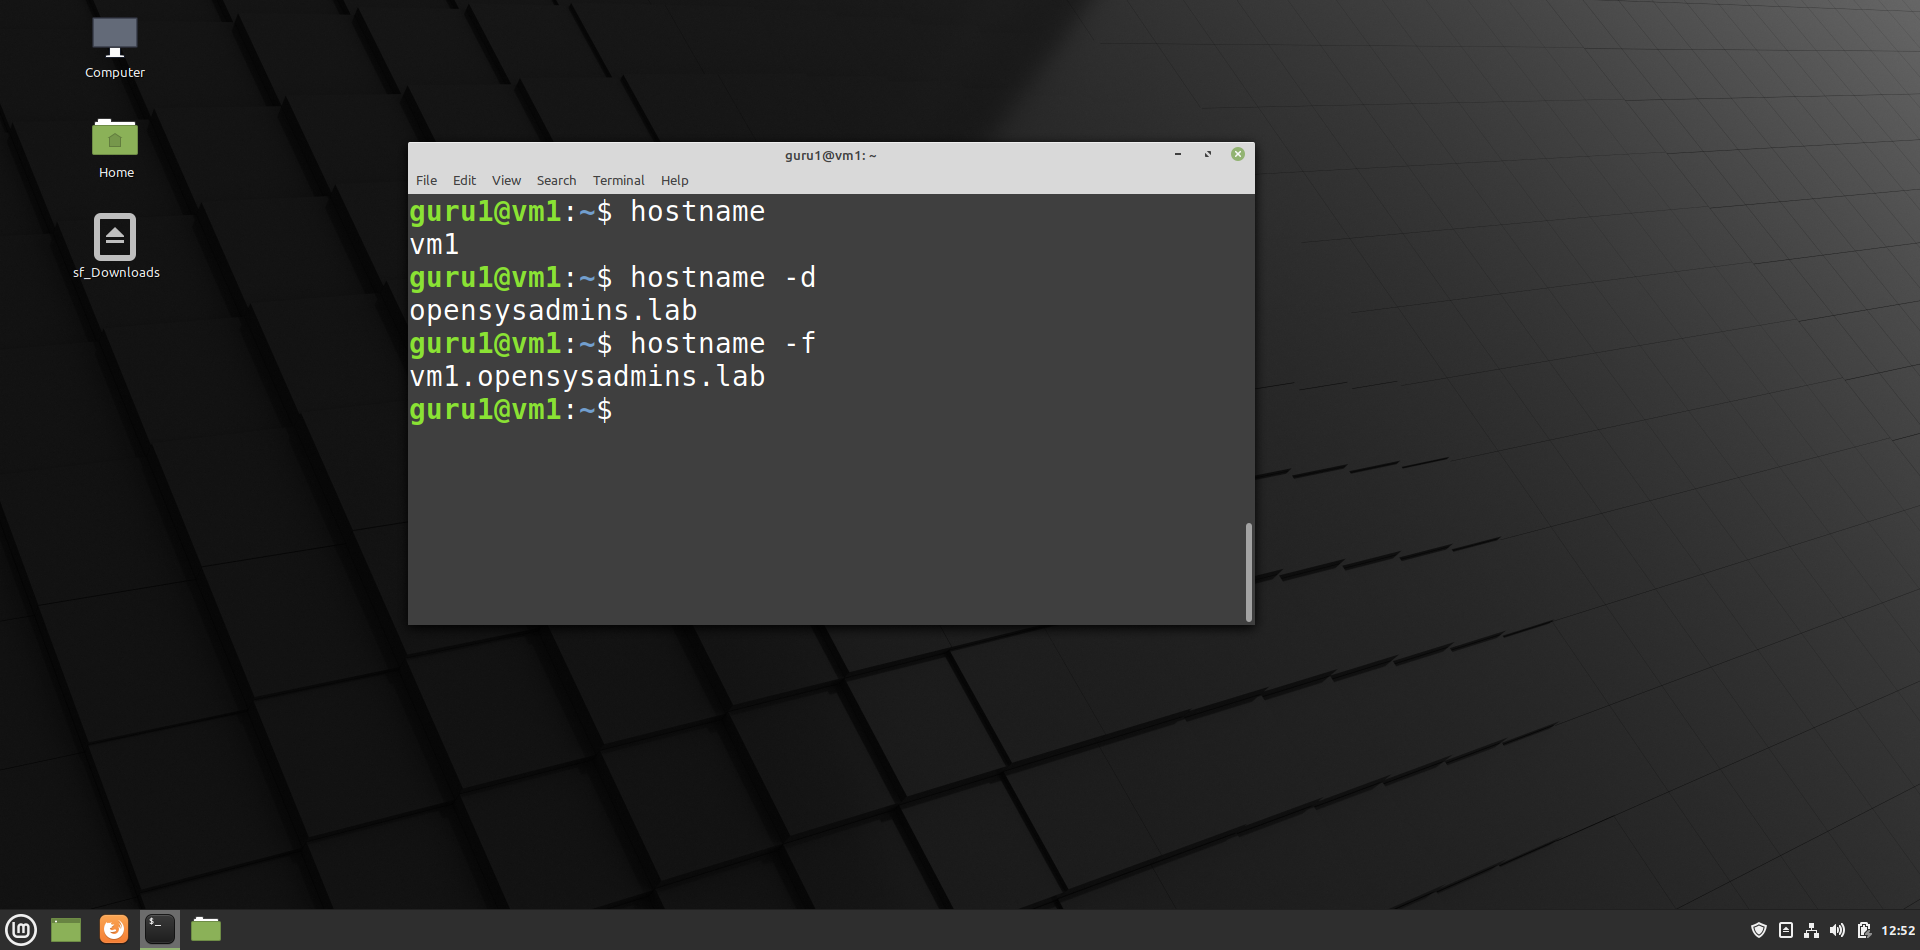 Computer
Home
sf_Downloads
guru1@vm1: ~
File Edit View Search Terminal Help
guru1@vm1:~$ hostname
vm1
guru1@vm1:~$ hostname -d
opensysadmins.lab
guru1@vm1:~$ hostname -f
vm1.opensysadmins.lab
guru1@vm1:~$
$_
12:52